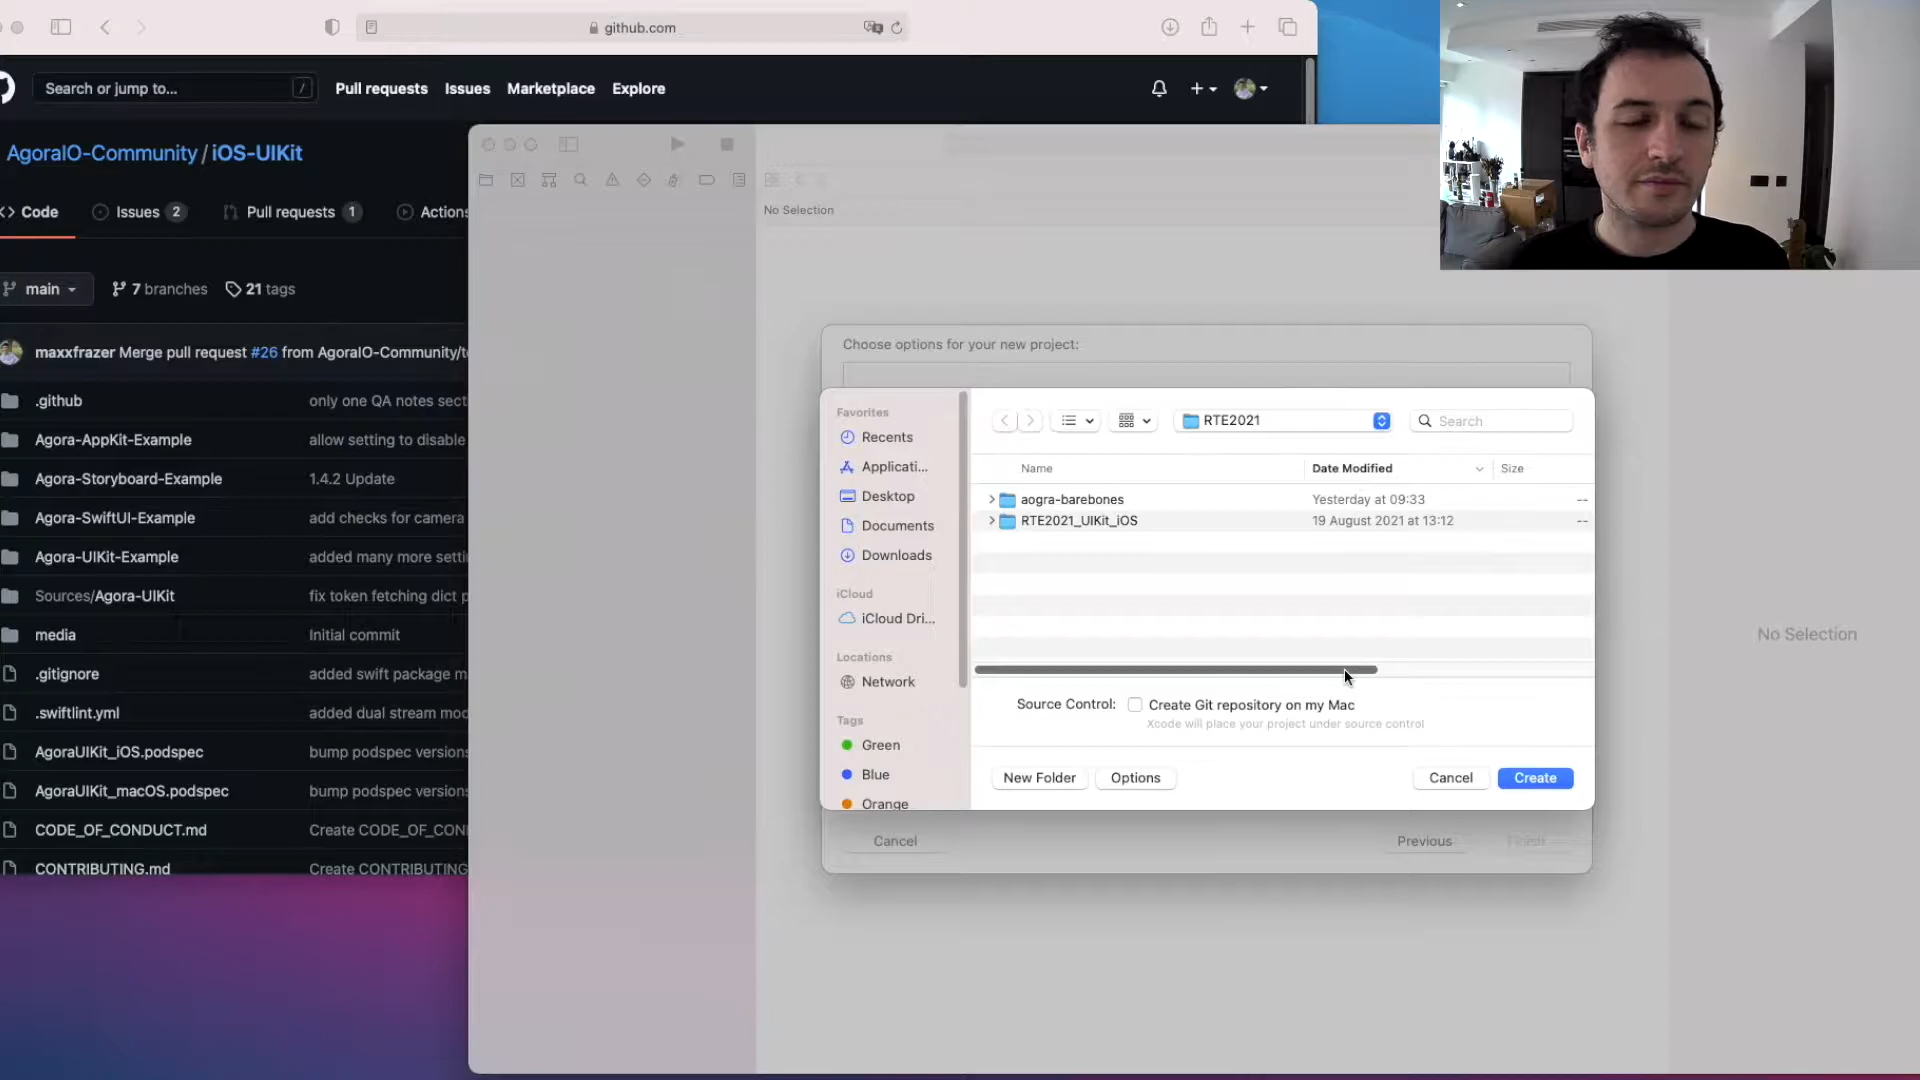 github.com
Search or jump to...
/
Pull requests
Issues
Marketplace
Explore
AgoraIO-Community / iOS-UIKit
<> Code
Issues 2
Pull requests 1
Actions
main
7 branches
21 tags
maxxfrazer Merge pull request #26 from AgoraIO-Community/t
.github
only one QA notes sect
Agora-AppKit-Example
allow setting to disable
Agora-Storyboard-Example
1.4.2 Update
Agora-SwiftUI-Example
add checks for camera
Agora-UIKit-Example
added many more setti
Sources/Agora-UIKit
fix token fetching dict p
media
Initial commit
.gitignore
added swift package m
.swiftlint.yml
added dual stream mod
AgoraUIKit_iOS.podspec
bump podspec versions
AgoraUIKit_macOS.podspec
bump podspec versions
CODE_OF_CONDUCT.md
Create CODE_OF_CON
CONTRIBUTING.md
Create CONTRIBUTING
No Selection
Choose options for your new project:
Favorites
Recents
Applicati...
Desktop
Documents
Downloads
iCloud
iCloud Dri...
Locations
Network
Tags
Green
Blue
Orange
RTE2021
Search
Name
Date Modified
Size
aogra-barebones
Yesterday at 09:33
--
RTE2021_UIKit_iOS
19 August 2021 at 13:12
--
Source Control:
Create Git repository on my Mac
Xcode will place your project under source control
New Folder
Options
Cancel
Create
Cancel
Previous
Finish
No Selection